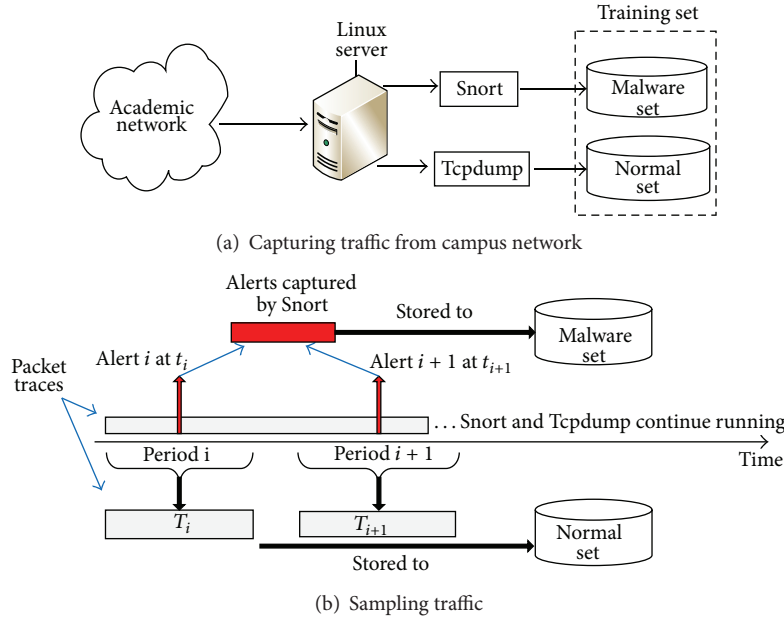 Training set
Linux
server
Academic
network
Snort
Malware
set
Tcpdump
Normal
set
(a) Capturing traffic from campus network
Alerts captured
by Snort
Stored to
Malware
set
Packet
traces
Alert i at tᵢ
Alert i + 1 at tᵢ₊₁
... Snort and Tcpdump continue running
Time
Period i
Period i + 1
Tᵢ
Tᵢ₊₁
Normal
set
Stored to
(b) Sampling traffic